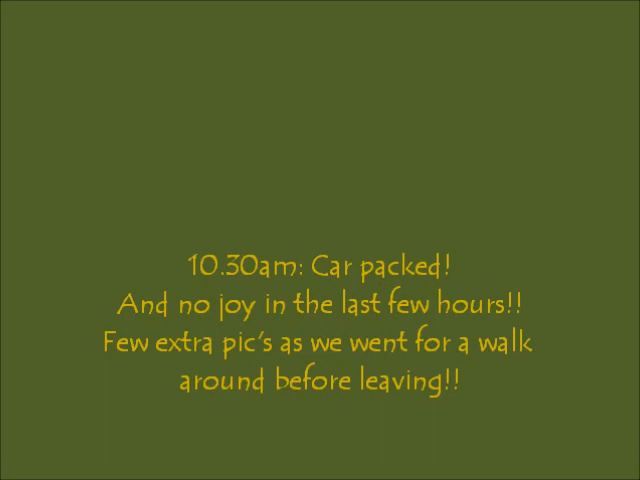 10.30am: Car packed!
And no joy in the last few hours!!
Few extra pic's as we went for a walk
around before leaving!!